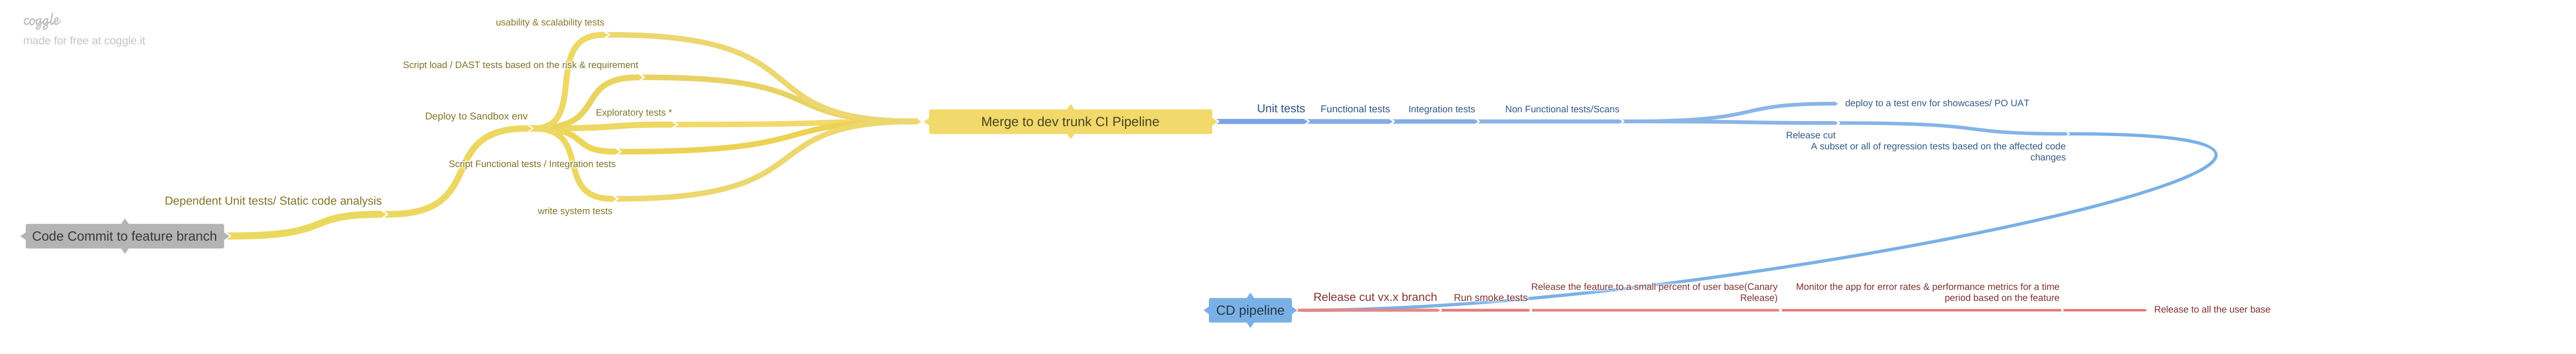 coggle
made for free at coggle.it
usability & scalability tests
Script load / DAST tests based on the risk & requirement
Exploratory tests *
Deploy to Sandbox env
Script Functional tests / Integration tests
write system tests
Dependent Unit tests/ Static code analysis
Code Commit to feature branch
Merge to dev trunk CI Pipeline
Unit tests
Functional tests
Integration tests
Non Functional tests/Scans
deploy to a test env for showcases/ PO UAT
Release cut
A subset or all of regression tests based on the affected code
changes
CD pipeline
Release cut vx.x branch
Run smoke tests
Release the feature to a small percent of user base(Canary
Release)
Monitor the app for error rates & performance metrics for a time
period based on the feature
Release to all the user base